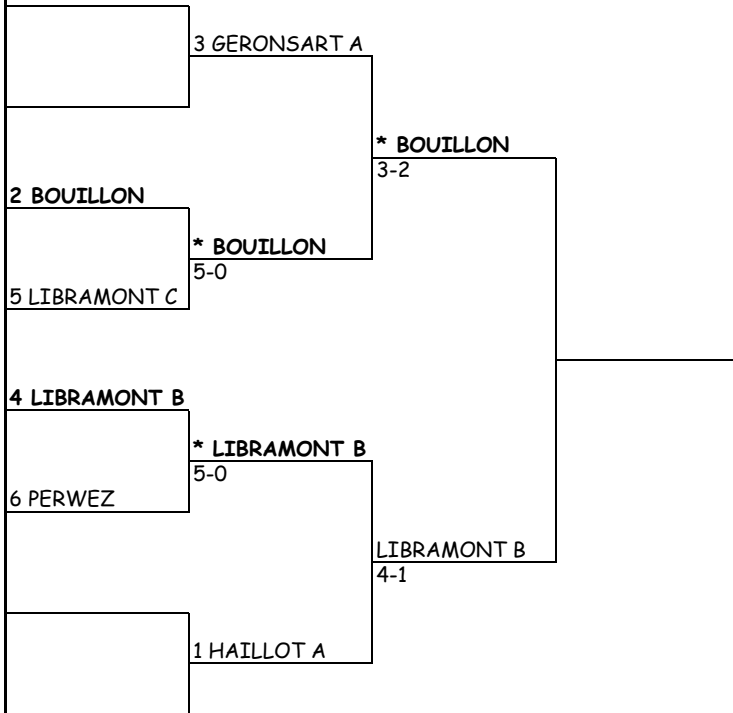 3 GERONSART A
* BOUILLON
3-2
2 BOUILLON
* BOUILLON
5-0
5 LIBRAMONT C
4 LIBRAMONT B
* LIBRAMONT B
5-0
6 PERWEZ
LIBRAMONT B
4-1
1 HAILLOT A